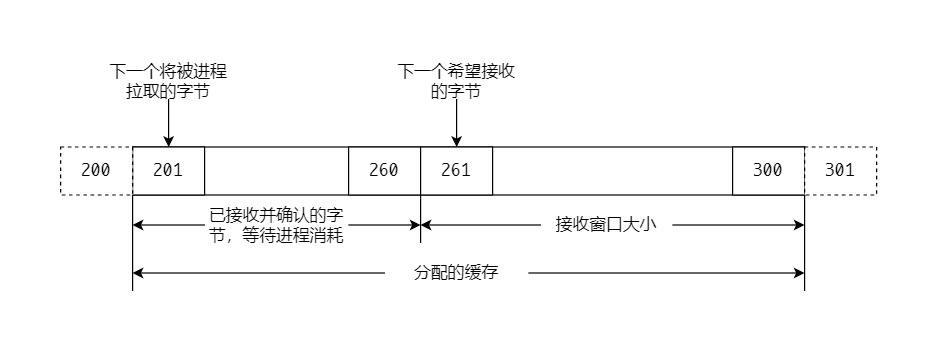 下一个将被进程
拉取的字节
下一个希望接收
的字节
200
201
260
261
300
301
已接收并确认的字
节，等待进程消耗
接收窗口大小
分配的缓存